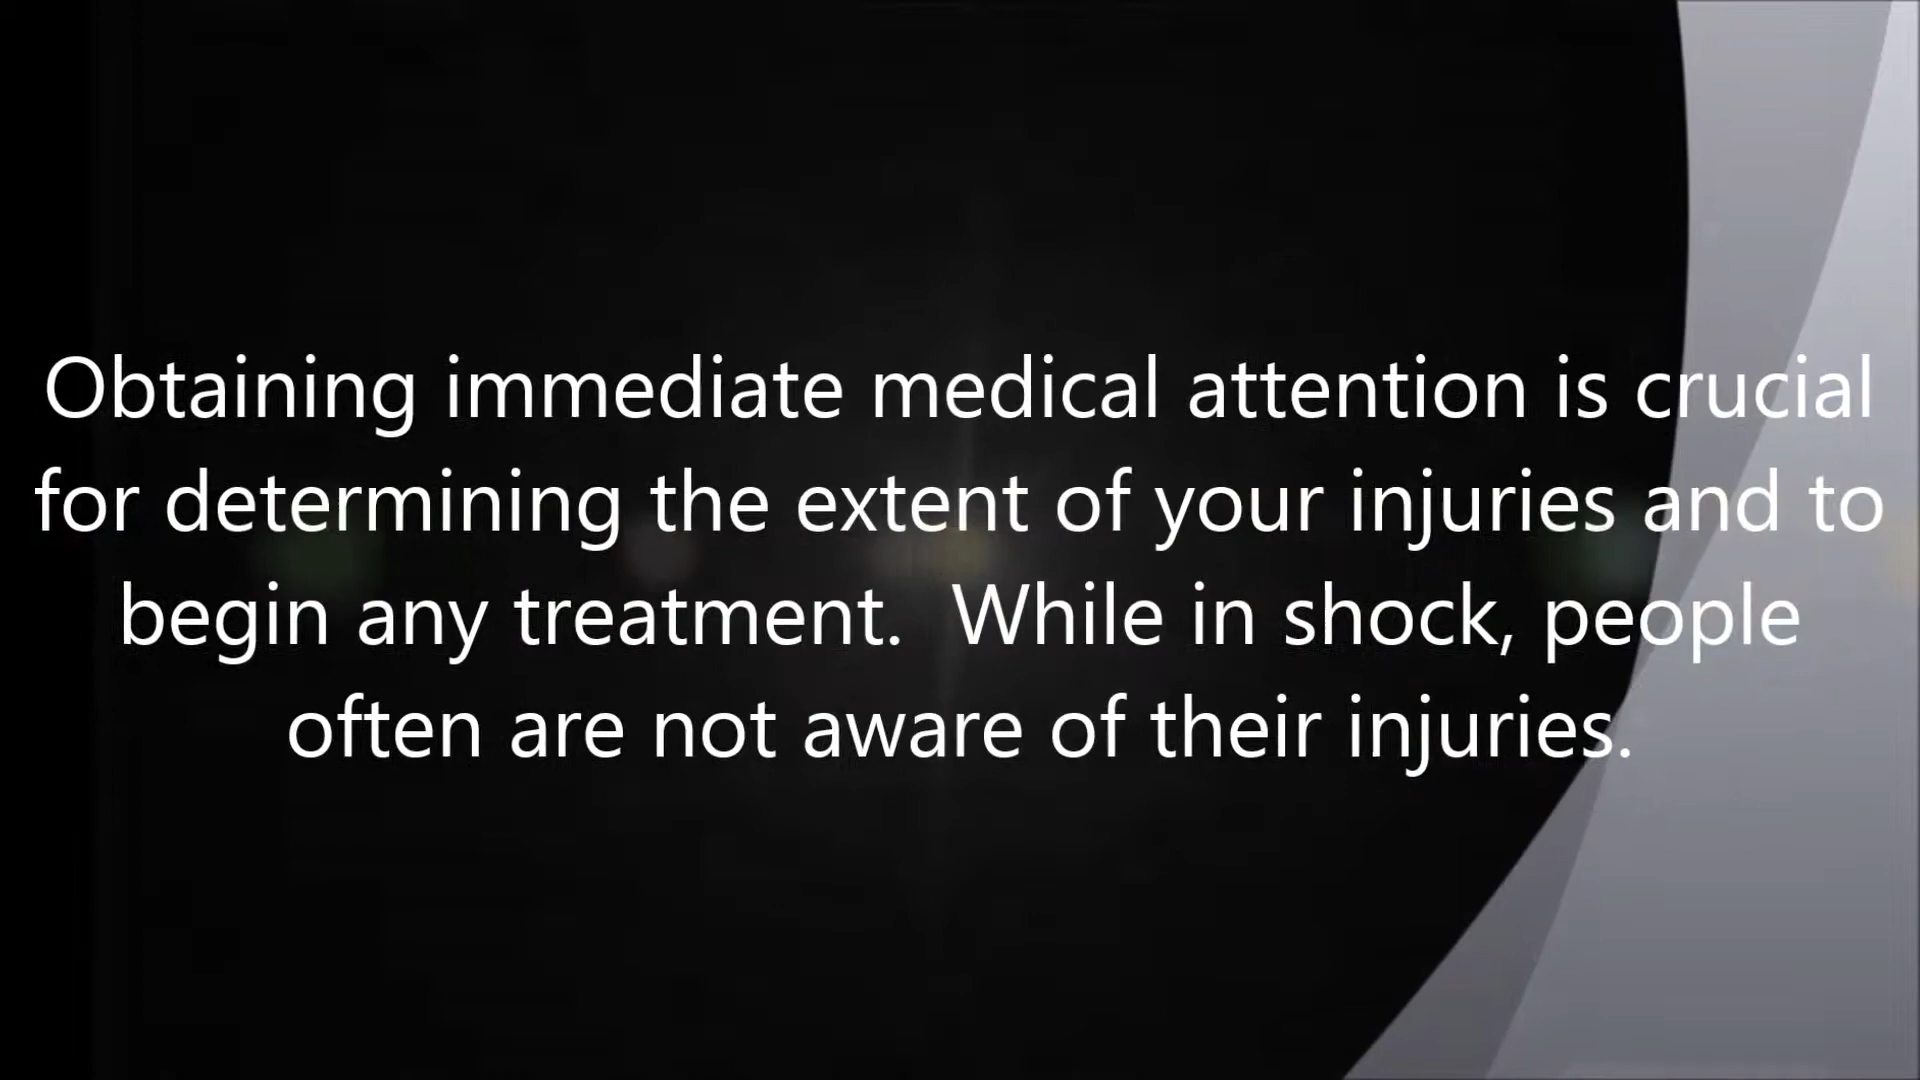 Obtaining immediate medical attention is crucial
for determining the extent of your injuries and to
begin any treatment.  While in shock, people
often are not aware of their injuries.